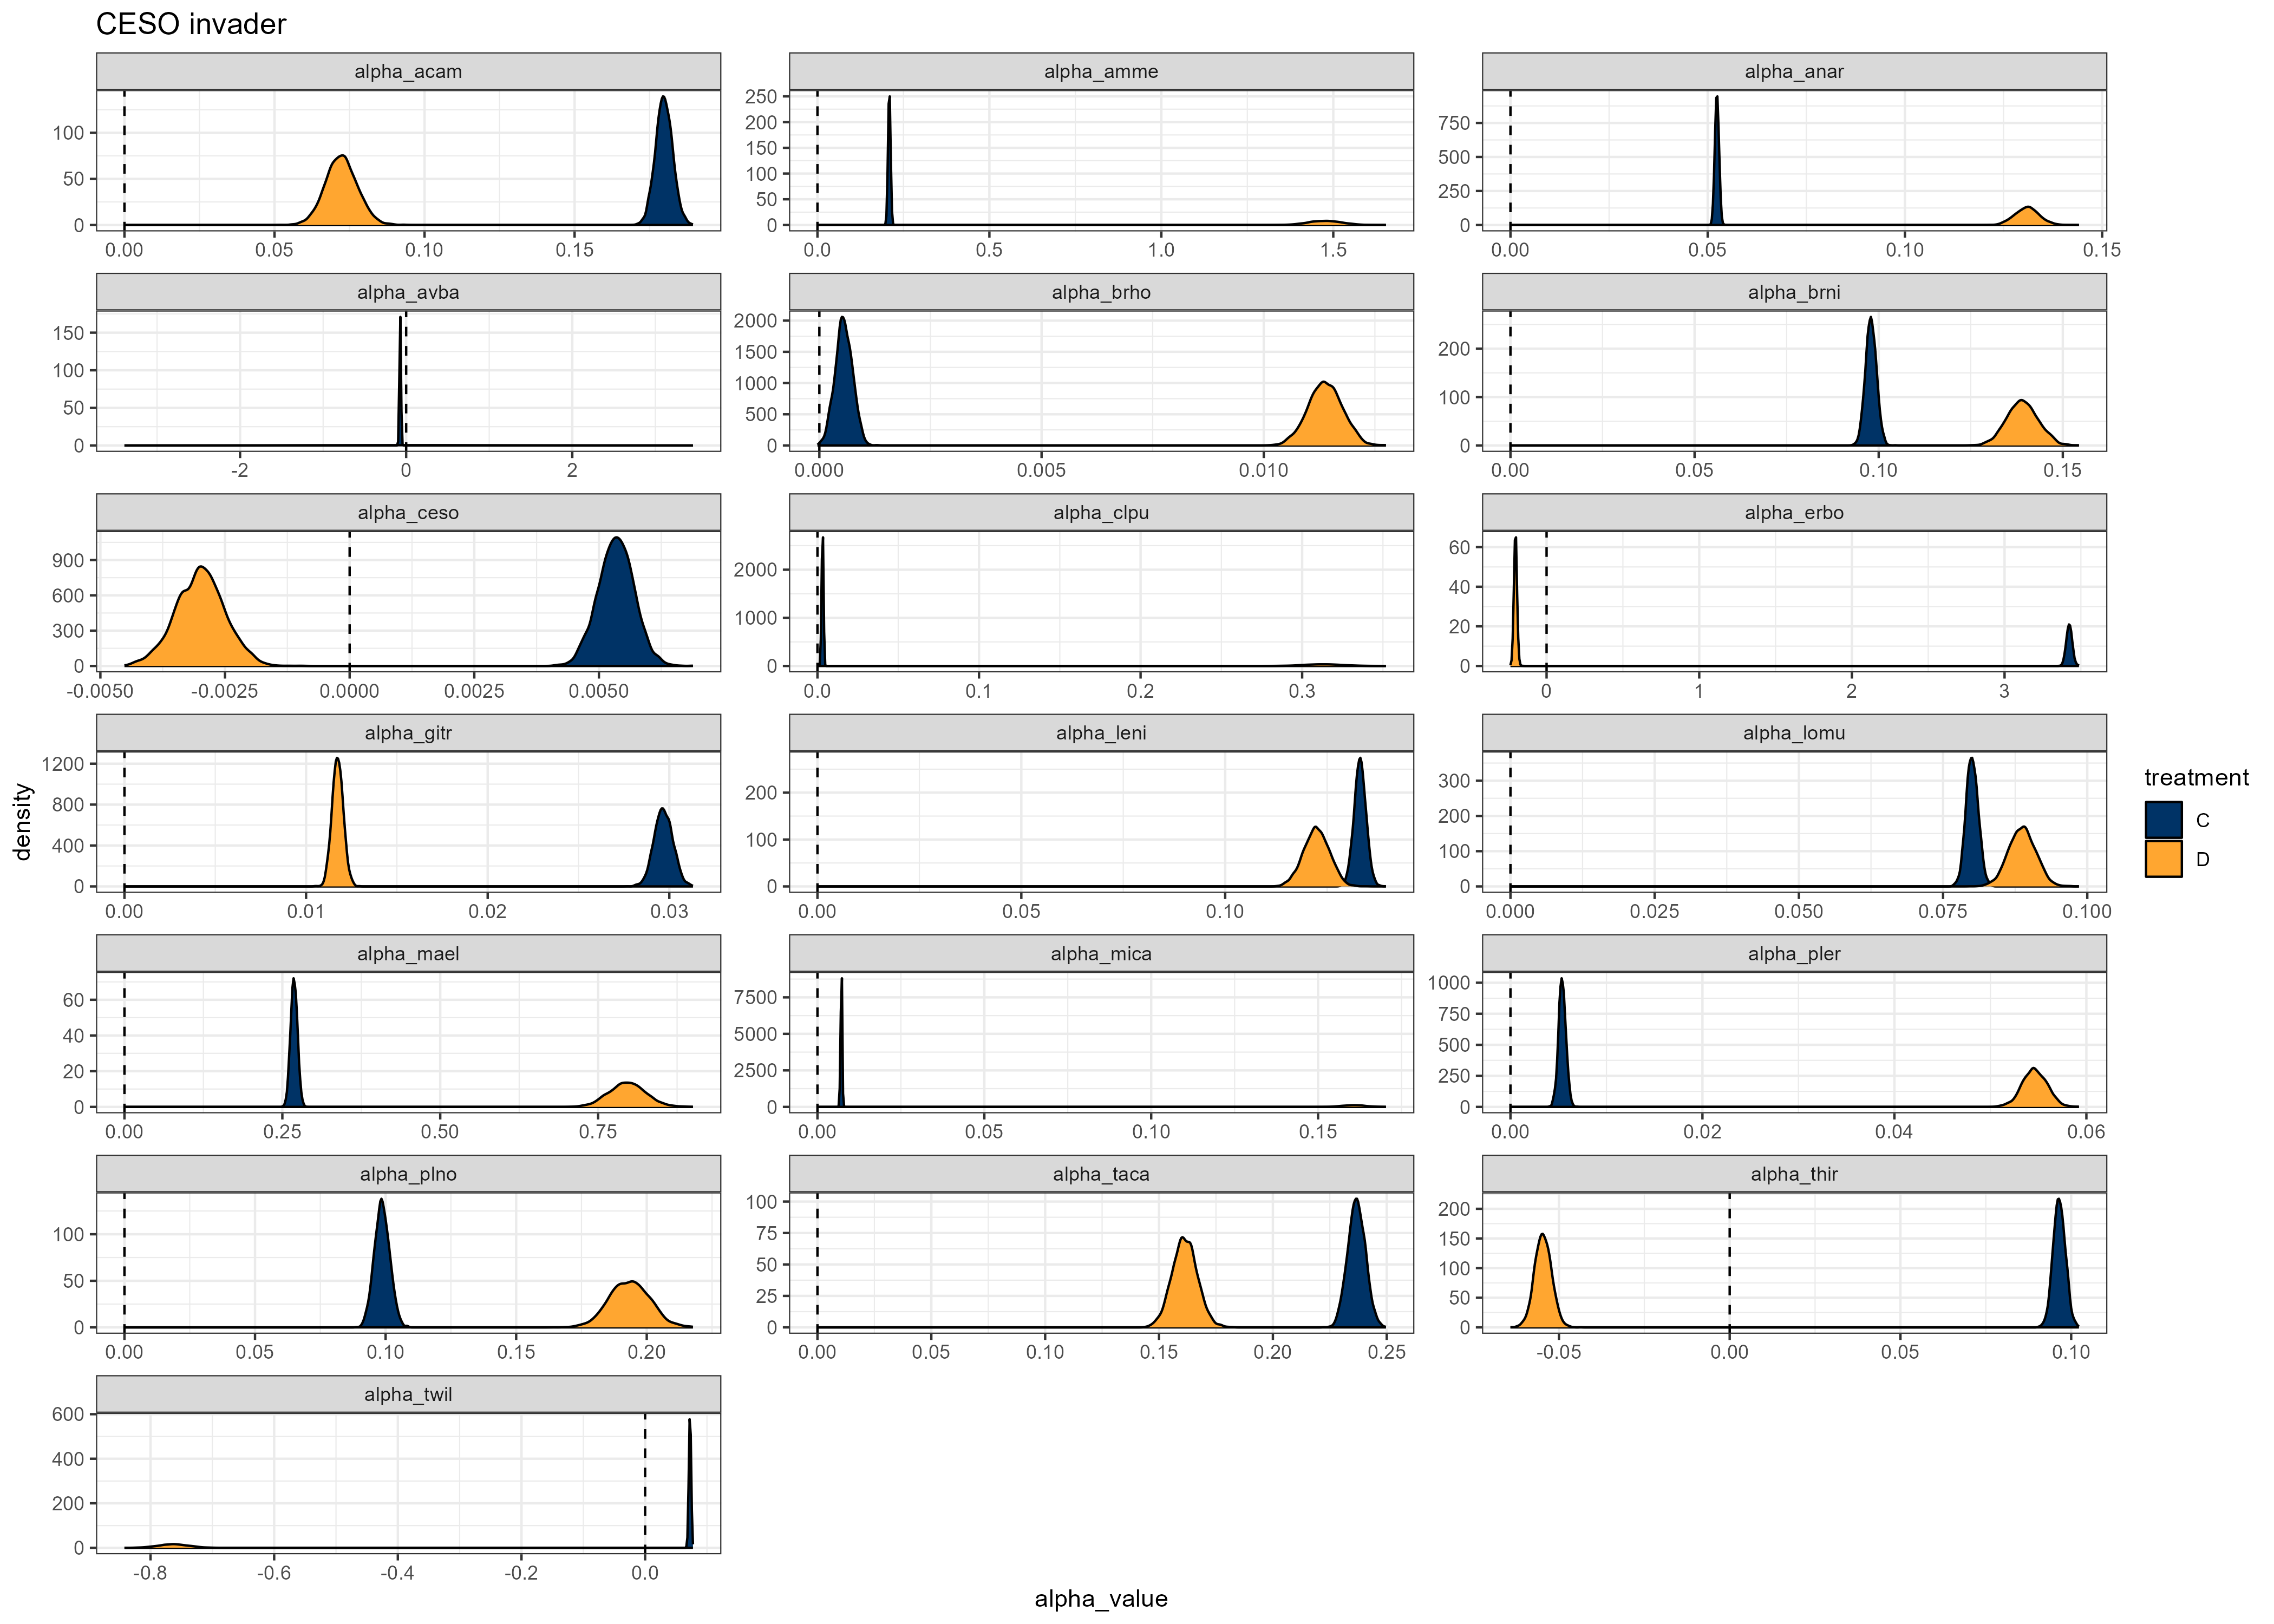 CESO invader
alpha_acam
alpha_amme
alpha_anar
100
50
0
0.00 0.05 0.10 0.15
250
200
150
100
50
0
0.0 0.5 1.0 1.5
750
500
250
0
0.00 0.05 0.10 0.15
alpha_avba
alpha_brho
alpha_brni
150
100
50
0
-2 0 2
2000
1500
1000
500
0
0.000 0.005 0.010
200
100
0
0.00 0.05 0.10 0.15
alpha_ceso
alpha_clpu
alpha_erbo
900
600
300
0
-0.0050 -0.0025 0.0000 0.0025 0.0050
2000
1000
0
0.0 0.1 0.2 0.3
60
40
20
0
0 1 2 3
alpha_gitr
alpha_leni
alpha_lomu
1200
800
400
0
0.00 0.01 0.02 0.03
200
100
0
0.00 0.05 0.10
300
200
100
0
0.000 0.025 0.050 0.075 0.100
alpha_mael
alpha_mica
alpha_pler
60
40
20
0
0.00 0.25 0.50 0.75
7500
5000
2500
0
0.00 0.05 0.10 0.15
1000
750
500
250
0
0.00 0.02 0.04 0.06
alpha_plno
alpha_taca
alpha_thir
100
50
0
0.00 0.05 0.10 0.15 0.20
100
75
50
25
0
0.00 0.05 0.10 0.15 0.20 0.25
200
150
100
50
0
-0.05 0.00 0.05 0.10
alpha_twil
600
400
200
0
-0.8 -0.6 -0.4 -0.2 0.0
alpha_value
density
treatment
C
D